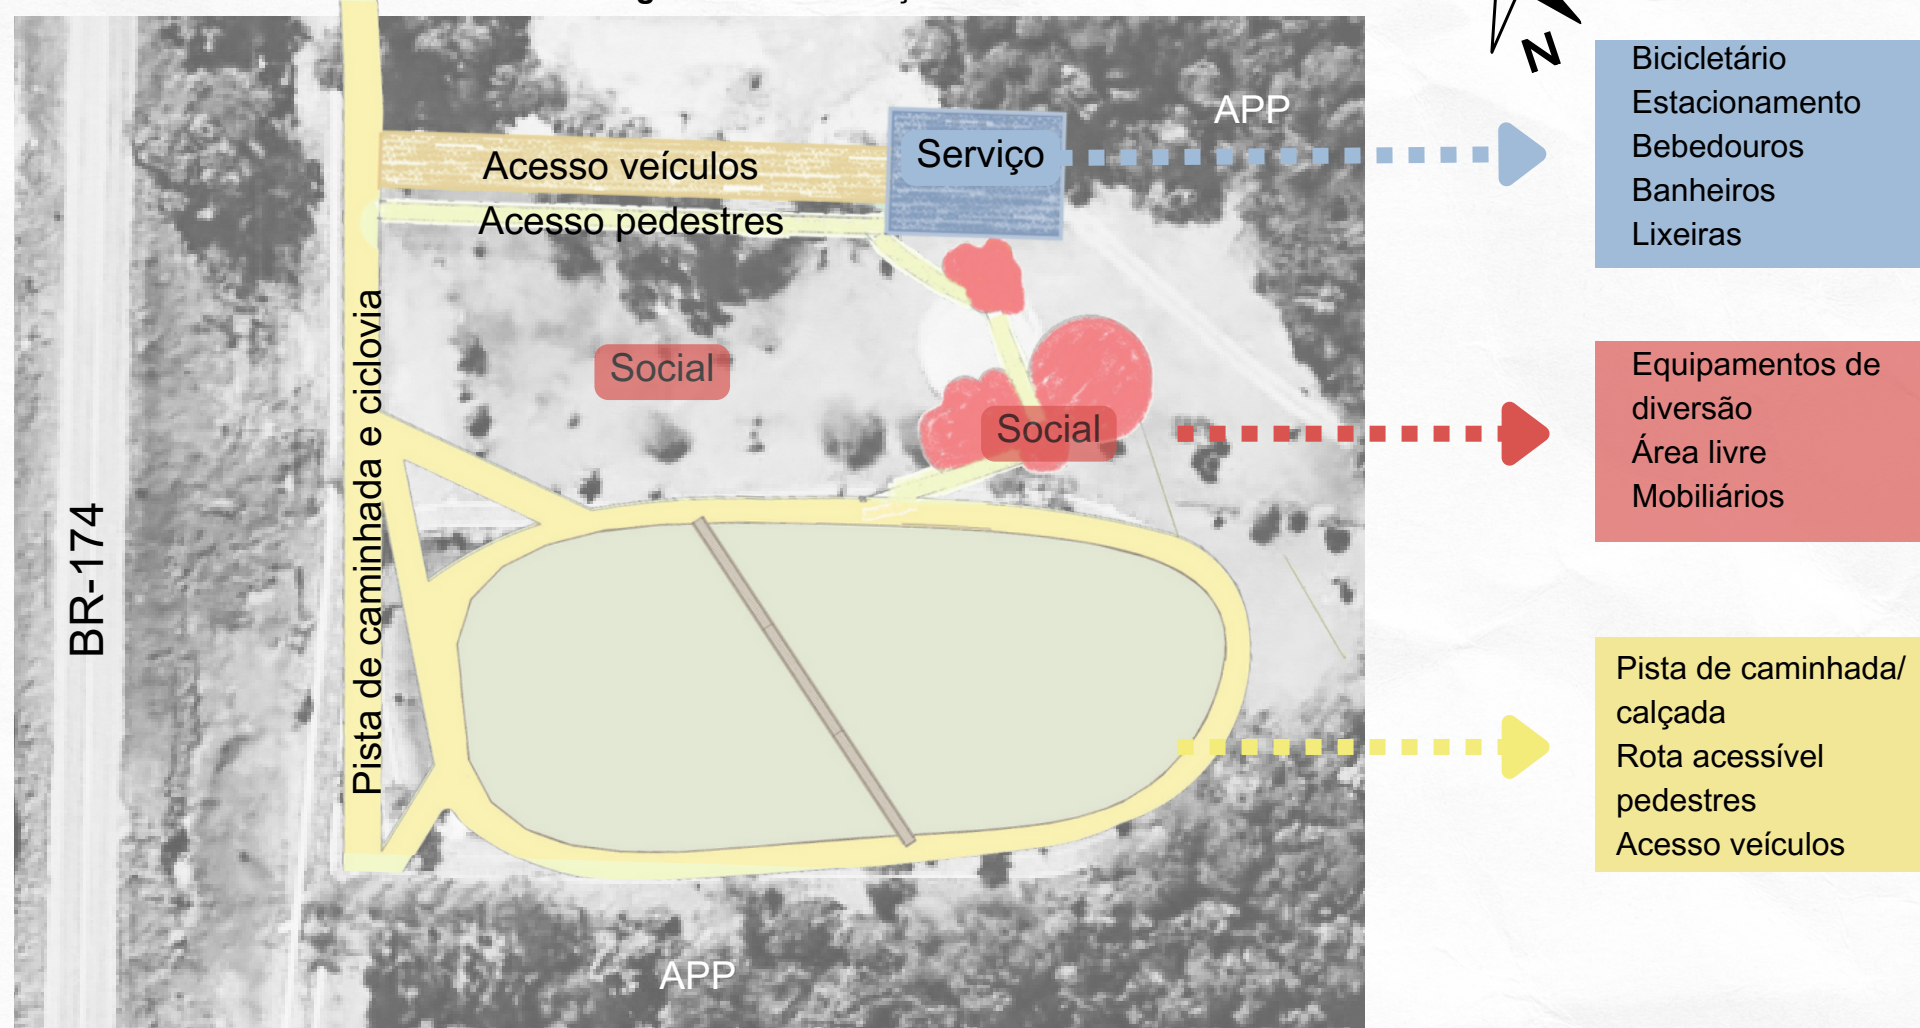 N
APP
Serviço
Acesso veículos
Acesso pedestres
Social
Social
Pista de caminhada e ciclovia
BR-174
APP
Bicicletário
Estacionamento
Bebedouros
Banheiros
Lixeiras
Equipamentos de
diversão
Área livre
Mobiliários
Pista de caminhada/
calçada
Rota acessível
pedestres
Acesso veículos